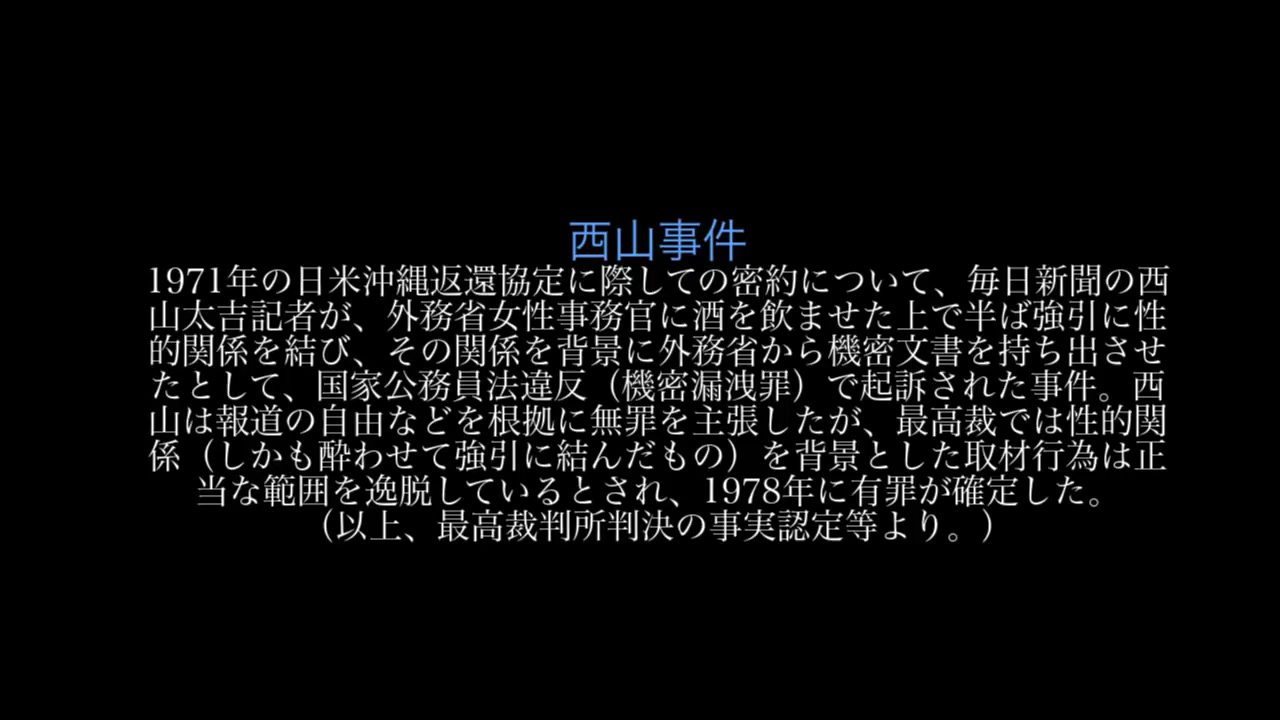 西山事件
1971年の日米沖縄返還協定に際しての密約について、毎日新聞の西
山太吉記者が、外務省女性事務官に酒を飲ませた上で半ば強引に性
的関係を結び、その関係を背景に外務省から機密文書を持ち出させ
たとして、国家公務員法違反（機密漏洩罪）で起訴された事件。西
山は報道の自由などを根拠に無罪を主張したが、最高裁では性的関
係（しかも酔わせて強引に結んだもの）を背景とした取材行為は正
当な範囲を逸脱しているとされ、1978年に有罪が確定した。
（以上、最高裁判所判決の事実認定等より。）